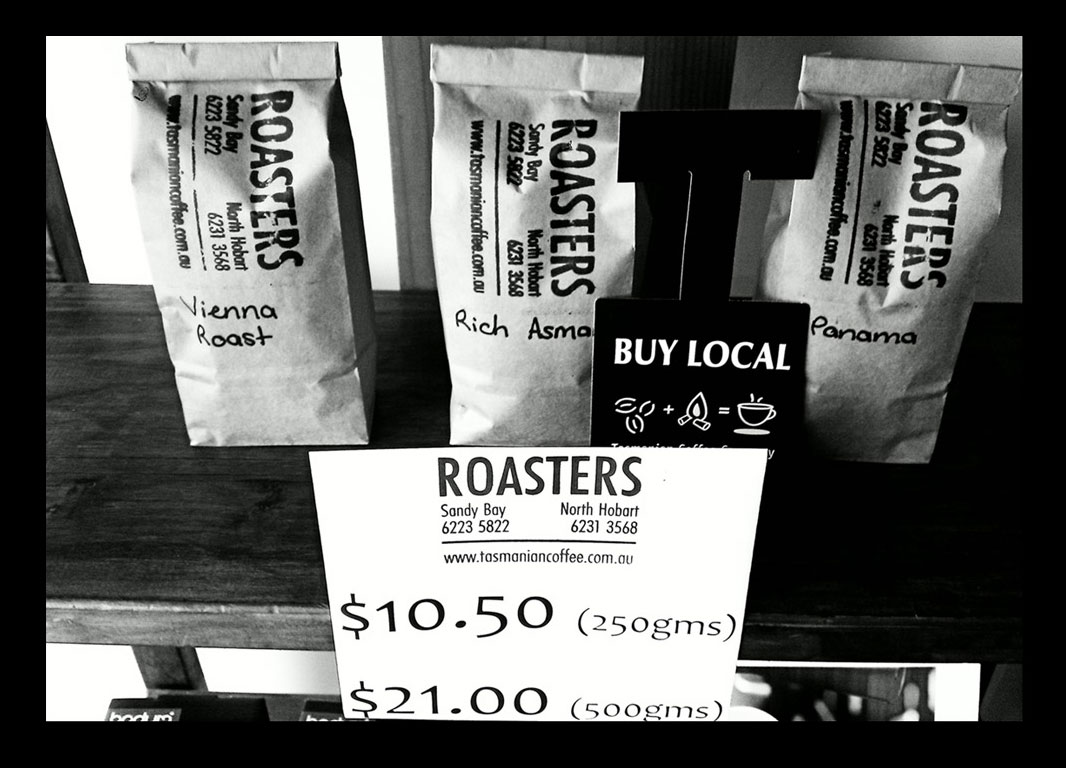 ROASTERS
Sandy Bay North Hobart
6223 5822 6231 3568
www.tasmaniancoffee.com.au
Vienna
Roast
ROASTERS
Sandy Bay North Hobart
6223 5822 6231 3568
www.tasmaniancoffee.com.au
Rich Asma
ROASTERS
Sandy Bay North Hobart
6223 5822 6231 3568
www.tasmaniancoffee.com.au
Panama
BUY LOCAL
+ =
Tasmanian Coffee
ROASTERS
Sandy Bay North Hobart
6223 5822 6231 3568
www.tasmaniancoffee.com.au
$10.50 (250gms)
$21.00 (500gms)
bodum